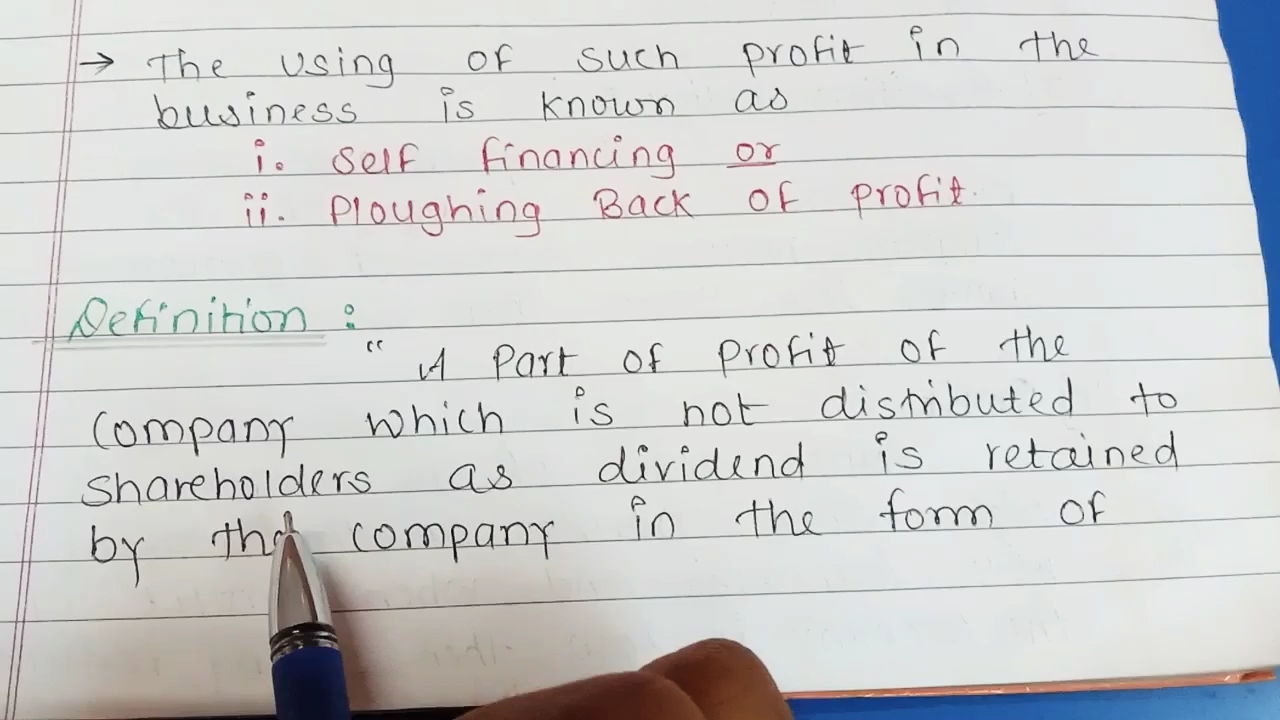 → The using of such profit in the
business is known as
i. Self financing or
ii. Ploughing Back of profit.
Definition :
“ A Part of profit of the
Company which is not distributed to
shareholders as dividend is retained
by the company in the form of